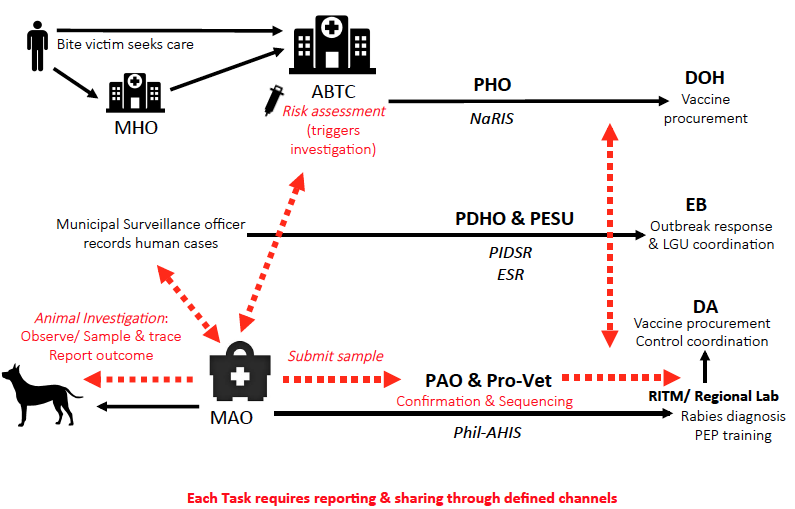 Bite victim seeks care
MHO
ABTC
Risk assessment
(triggers
investigation)
PHO
NaRIS
DOH
Vaccine
procurement
Municipal Surveillance officer
records human cases
PDHO & PESU
PIDSR
ESR
EB
Outbreak response
& LGU coordination
Animal Investigation:
Observe/ Sample & trace
Report outcome
MAO
Submit sample
PAO & Pro-Vet
Confirmation & Sequencing
Phil-AHIS
DA
Vaccine procurement
Control coordination
RITM/ Regional Lab
Rabies diagnosis
PEP training
Each Task requires reporting & sharing through defined channels